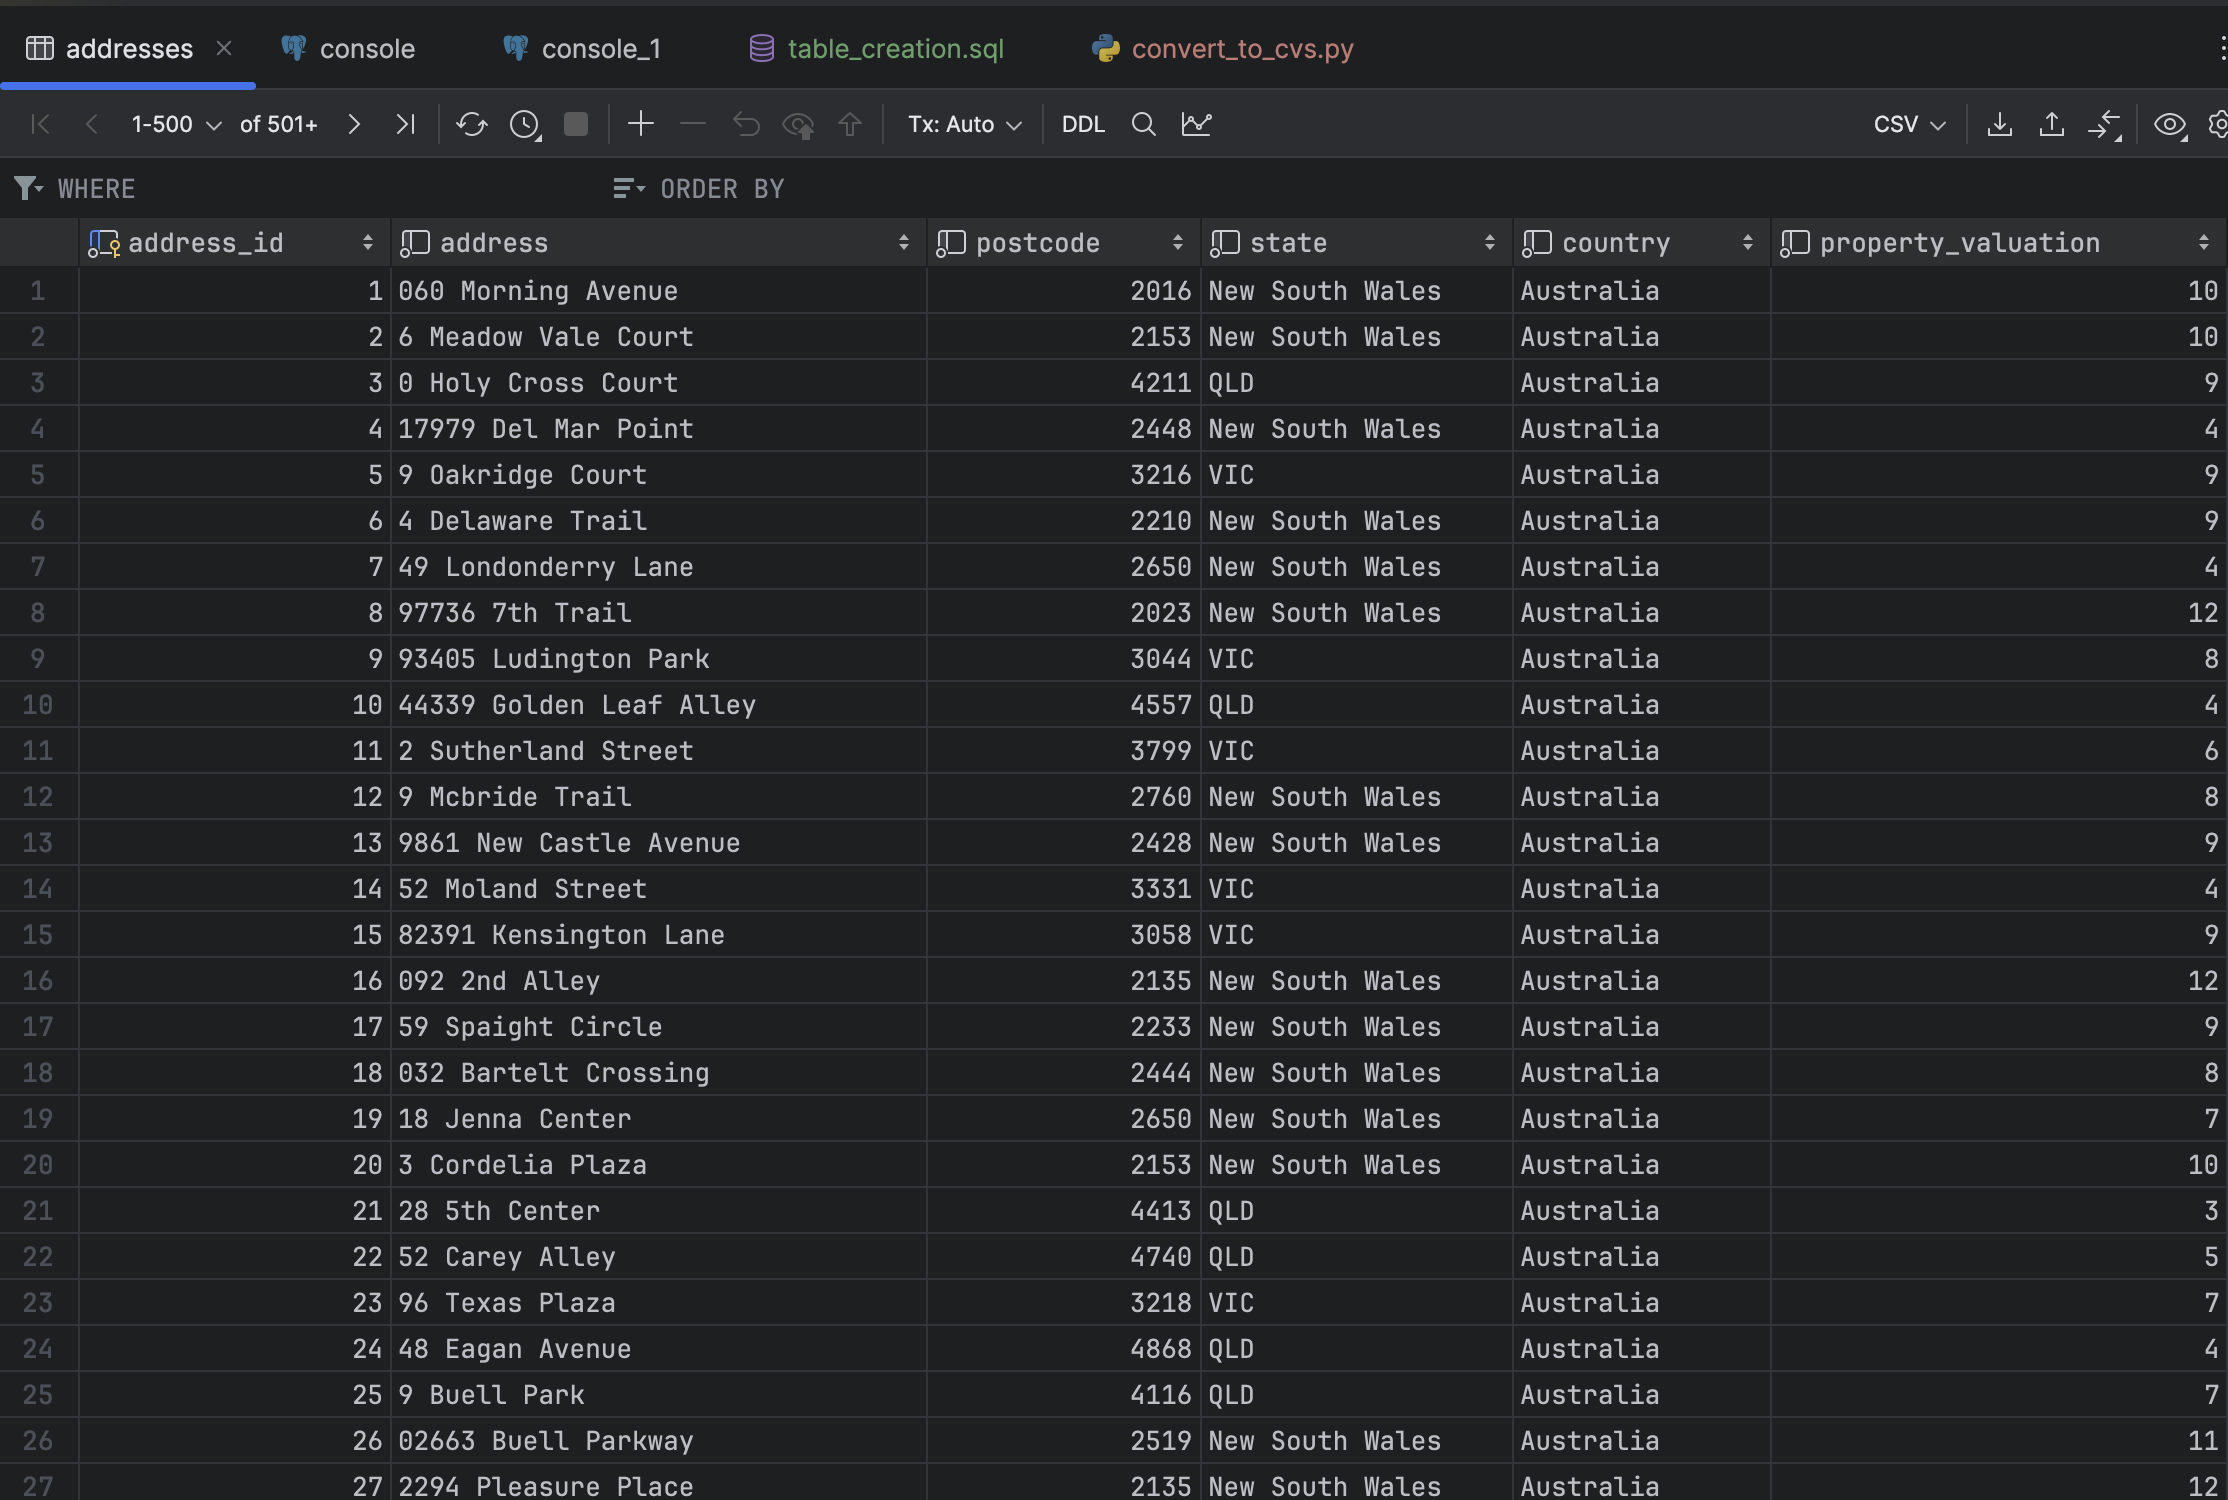 addresses console console_1 table_creation.sql convert_to_cvs.py
1-500 of 501+ Tx: Auto DDL CSV
WHERE ORDER BY
address_id address postcode state country property_valuation
1 1 060 Morning Avenue 2016 New South Wales Australia 10
2 2 6 Meadow Vale Court 2153 New South Wales Australia 10
3 3 0 Holy Cross Court 4211 QLD Australia 9
4 4 17979 Del Mar Point 2448 New South Wales Australia 4
5 5 9 Oakridge Court 3216 VIC Australia 9
6 6 4 Delaware Trail 2210 New South Wales Australia 9
7 7 49 Londonderry Lane 2650 New South Wales Australia 4
8 8 97736 7th Trail 2023 New South Wales Australia 12
9 9 93405 Ludington Park 3044 VIC Australia 8
10 10 44339 Golden Leaf Alley 4557 QLD Australia 4
11 11 2 Sutherland Street 3799 VIC Australia 6
12 12 9 Mcbride Trail 2760 New South Wales Australia 8
13 13 9861 New Castle Avenue 2428 New South Wales Australia 9
14 14 52 Moland Street 3331 VIC Australia 4
15 15 82391 Kensington Lane 3058 VIC Australia 9
16 16 092 2nd Alley 2135 New South Wales Australia 12
17 17 59 Spaight Circle 2233 New South Wales Australia 9
18 18 032 Bartelt Crossing 2444 New South Wales Australia 8
19 19 18 Jenna Center 2650 New South Wales Australia 7
20 20 3 Cordelia Plaza 2153 New South Wales Australia 10
21 21 28 5th Center 4413 QLD Australia 3
22 22 52 Carey Alley 4740 QLD Australia 5
23 23 96 Texas Plaza 3218 VIC Australia 7
24 24 48 Eagan Avenue 4868 QLD Australia 4
25 25 9 Buell Park 4116 QLD Australia 7
26 26 02663 Buell Parkway 2519 New South Wales Australia 11
27 27 2294 Pleasure Place 2135 New South Wales Australia 12